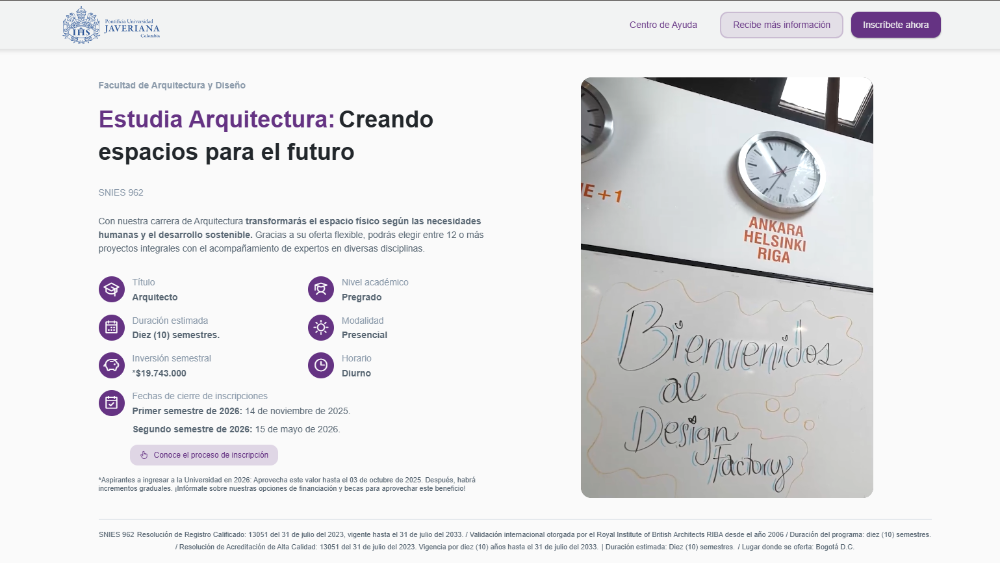 Pontificia Universidad
JAVERIANA
Colombia
Centro de Ayuda
Recibe más información
Inscríbete ahora
Facultad de Arquitectura y Diseño
Estudia Arquitectura: Creando
espacios para el futuro
SNIES 962
Con nuestra carrera de Arquitectura transformarás el espacio físico según las necesidades
humanas y el desarrollo sostenible. Gracias a su oferta flexible, podrás elegir entre 12 o más
proyectos integrales con el acompañamiento de expertos en diversas disciplinas.
Título
Arquitecto
Nivel académico
Pregrado
Duración estimada
Diez (10) semestres.
Modalidad
Presencial
Inversión semestral
*$19.743.000
Horario
Diurno
Fechas de cierre de inscripciones
Primer semestre de 2026: 14 de noviembre de 2025.
Segundo semestre de 2026: 15 de mayo de 2026.
Conoce el proceso de inscripción
*Aspirantes a ingresar a la Universidad en 2026: Aprovecha este valor hasta el 03 de octubre de 2025. Después, habrá
incrementos graduales. ¡Infórmate sobre nuestras opciones de financiación y becas para aprovechar este beneficio!
E + 1
ANKARA
HELSINKI
RIGA
Bienvenidos
al
Design
factory
SNIES 962 Resolución de Registro Calificado: 13051 del 31 de julio del 2023, vigente hasta el 31 de julio del 2033. / Validación internacional otorgada por el Royal Institute of British Architects RIBA desde el año 2006 / Duración del programa: diez (10) semestres.
/ Resolución de Acreditación de Alta Calidad: 13051 del 31 de julio del 2023. Vigencia por diez (10) años hasta el 31 de julio del 2033. | Duración estimada: Diez (10) semestres. / Lugar donde se oferta: Bogotá D.C.